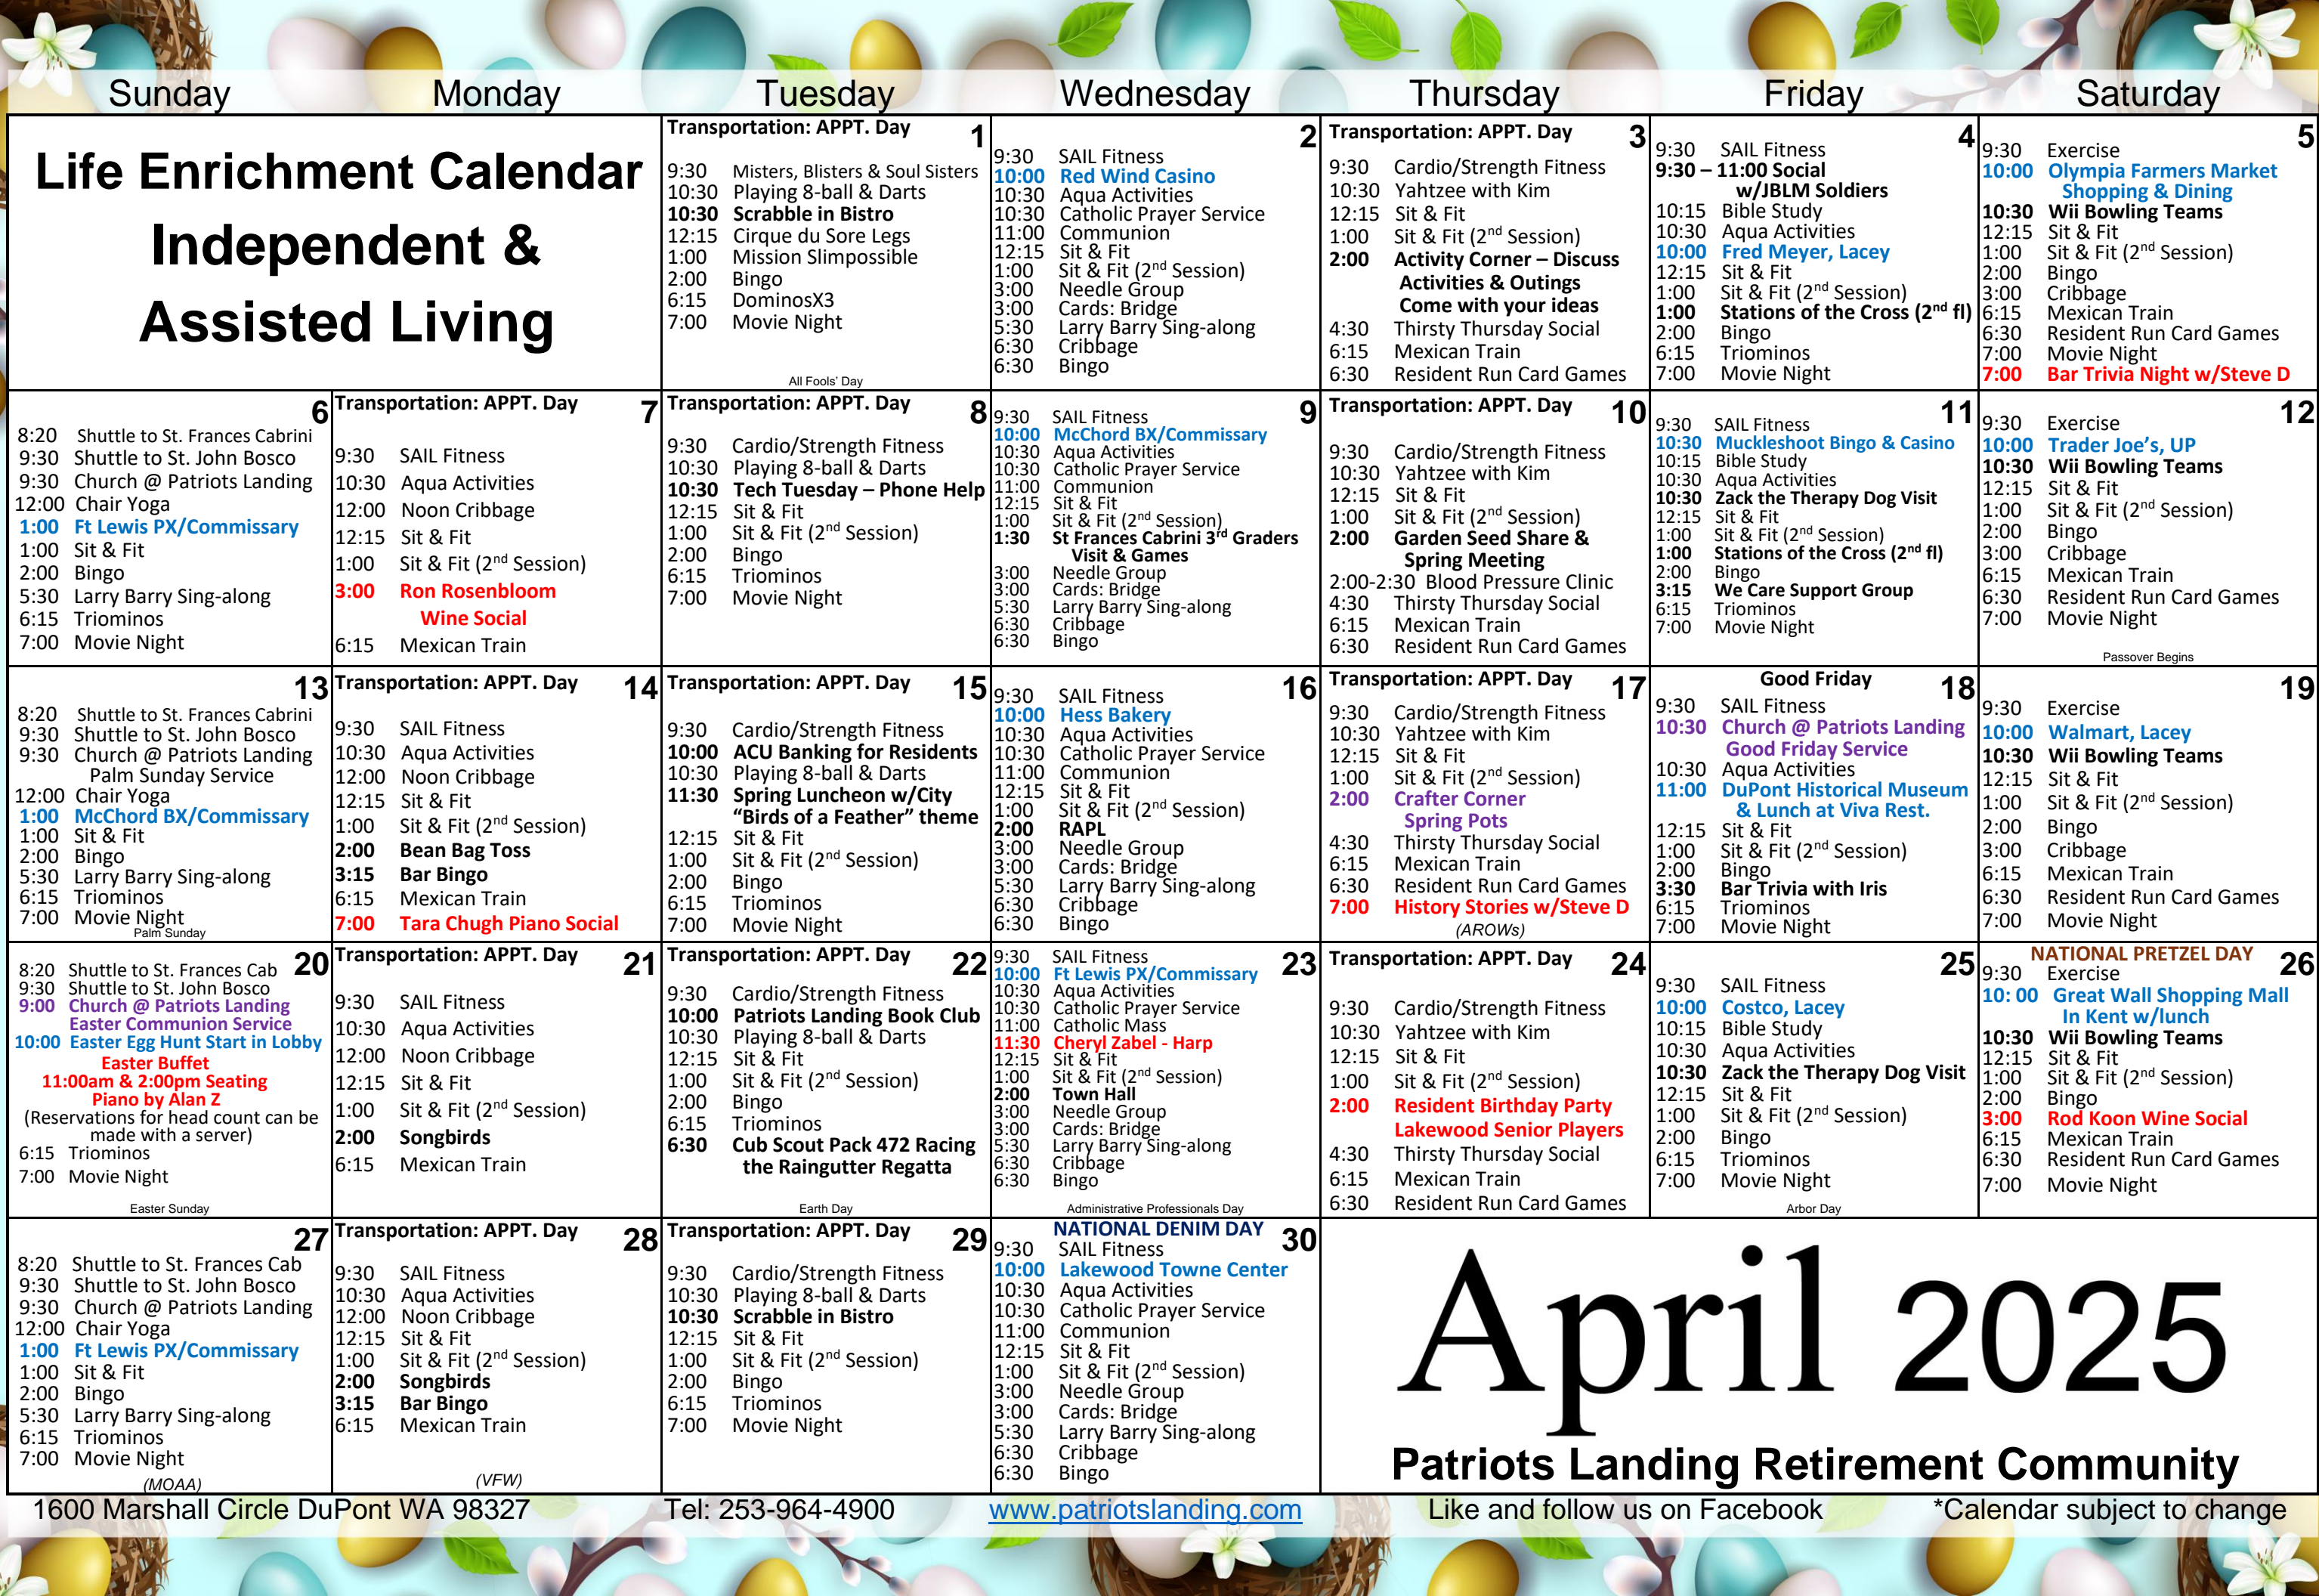 Sunday Monday Tuesday Wednesday Thursday Friday Saturday
Life Enrichment Calendar
Independent &
Assisted Living
Transportation: APPT. Day 1
9:30 Misters, Blisters & Soul Sisters
10:30 Playing 8-ball & Darts
10:30 Scrabble in Bistro
12:15 Cirque du Sore Legs
1:00 Mission Slimpossible
2:00 Bingo
6:15 DominosX3
7:00 Movie Night
All Fools' Day
2
9:30 SAIL Fitness
10:00 Red Wind Casino
10:30 Aqua Activities
10:30 Catholic Prayer Service
11:00 Communion
12:15 Sit & Fit
1:00 Sit & Fit (2nd Session)
3:00 Needle Group
3:00 Cards: Bridge
5:30 Larry Barry Sing-along
6:30 Cribbage
6:30 Bingo
Transportation: APPT. Day 3
9:30 Cardio/Strength Fitness
10:30 Yahtzee with Kim
12:15 Sit & Fit
1:00 Sit & Fit (2nd Session)
2:00 Activity Corner – Discuss
Activities & Outings
Come with your ideas
4:30 Thirsty Thursday Social
6:15 Mexican Train
6:30 Resident Run Card Games
4
9:30 SAIL Fitness
9:30 – 11:00 Social
w/JBLM Soldiers
10:15 Bible Study
10:30 Aqua Activities
10:00 Fred Meyer, Lacey
12:15 Sit & Fit
1:00 Sit & Fit (2nd Session)
1:00 Stations of the Cross (2nd fl)
2:00 Bingo
6:15 Triominos
7:00 Movie Night
5
9:30 Exercise
10:00 Olympia Farmers Market
Shopping & Dining
10:30 Wii Bowling Teams
12:15 Sit & Fit
1:00 Sit & Fit (2nd Session)
2:00 Bingo
3:00 Cribbage
6:15 Mexican Train
6:30 Resident Run Card Games
7:00 Movie Night
7:00 Bar Trivia Night w/Steve D
6
8:20 Shuttle to St. Frances Cabrini
9:30 Shuttle to St. John Bosco
9:30 Church @ Patriots Landing
12:00 Chair Yoga
1:00 Ft Lewis PX/Commissary
1:00 Sit & Fit
2:00 Bingo
5:30 Larry Barry Sing-along
6:15 Triominos
7:00 Movie Night
Transportation: APPT. Day 7
9:30 SAIL Fitness
10:30 Aqua Activities
12:00 Noon Cribbage
12:15 Sit & Fit
1:00 Sit & Fit (2nd Session)
3:00 Ron Rosenbloom
Wine Social
6:15 Mexican Train
Transportation: APPT. Day 8
9:30 Cardio/Strength Fitness
10:30 Playing 8-ball & Darts
10:30 Tech Tuesday – Phone Help
12:15 Sit & Fit
1:00 Sit & Fit (2nd Session)
2:00 Bingo
6:15 Triominos
7:00 Movie Night
9
9:30 SAIL Fitness
10:00 McChord BX/Commissary
10:30 Aqua Activities
10:30 Catholic Prayer Service
11:00 Communion
12:15 Sit & Fit
1:00 Sit & Fit (2nd Session)
1:30 St Frances Cabrini 3rd Graders
Visit & Games
3:00 Needle Group
3:00 Cards: Bridge
5:30 Larry Barry Sing-along
6:30 Cribbage
6:30 Bingo
Transportation: APPT. Day 10
9:30 Cardio/Strength Fitness
10:30 Yahtzee with Kim
12:15 Sit & Fit
1:00 Sit & Fit (2nd Session)
2:00 Garden Seed Share &
Spring Meeting
2:00-2:30 Blood Pressure Clinic
4:30 Thirsty Thursday Social
6:15 Mexican Train
6:30 Resident Run Card Games
11
9:30 SAIL Fitness
10:30 Muckleshoot Bingo & Casino
10:15 Bible Study
10:30 Aqua Activities
10:30 Zack the Therapy Dog Visit
12:15 Sit & Fit
1:00 Sit & Fit (2nd Session)
1:00 Stations of the Cross (2nd fl)
2:00 Bingo
3:15 We Care Support Group
6:15 Triominos
7:00 Movie Night
12
9:30 Exercise
10:00 Trader Joe's, UP
10:30 Wii Bowling Teams
12:15 Sit & Fit
1:00 Sit & Fit (2nd Session)
2:00 Bingo
3:00 Cribbage
6:15 Mexican Train
6:30 Resident Run Card Games
7:00 Movie Night
Passover Begins
13
8:20 Shuttle to St. Frances Cabrini
9:30 Shuttle to St. John Bosco
9:30 Church @ Patriots Landing
Palm Sunday Service
12:00 Chair Yoga
1:00 McChord BX/Commissary
1:00 Sit & Fit
2:00 Bingo
5:30 Larry Barry Sing-along
6:15 Triominos
7:00 Movie Night
Palm Sunday
Transportation: APPT. Day 14
9:30 SAIL Fitness
10:30 Aqua Activities
12:00 Noon Cribbage
12:15 Sit & Fit
1:00 Sit & Fit (2nd Session)
2:00 Bean Bag Toss
3:15 Bar Bingo
6:15 Mexican Train
7:00 Tara Chugh Piano Social
Transportation: APPT. Day 15
9:30 Cardio/Strength Fitness
10:00 ACU Banking for Residents
10:30 Playing 8-ball & Darts
11:30 Spring Luncheon w/City
"Birds of a Feather" theme
12:15 Sit & Fit
1:00 Sit & Fit (2nd Session)
2:00 Bingo
6:15 Triominos
7:00 Movie Night
16
9:30 SAIL Fitness
10:00 Hess Bakery
10:30 Aqua Activities
10:30 Catholic Prayer Service
11:00 Communion
12:15 Sit & Fit
1:00 Sit & Fit (2nd Session)
2:00 RAPL
3:00 Needle Group
3:00 Cards: Bridge
5:30 Larry Barry Sing-along
6:30 Cribbage
6:30 Bingo
Transportation: APPT. Day 17
9:30 Cardio/Strength Fitness
10:30 Yahtzee with Kim
12:15 Sit & Fit
1:00 Sit & Fit (2nd Session)
2:00 Crafter Corner
Spring Pots
4:30 Thirsty Thursday Social
6:15 Mexican Train
6:30 Resident Run Card Games
7:00 History Stories w/Steve D
(AROWs)
Good Friday 18
9:30 SAIL Fitness
10:30 Church @ Patriots Landing
Good Friday Service
10:30 Aqua Activities
11:00 DuPont Historical Museum
& Lunch at Viva Rest.
12:15 Sit & Fit
1:00 Sit & Fit (2nd Session)
2:00 Bingo
3:30 Bar Trivia with Iris
6:15 Triominos
7:00 Movie Night
19
9:30 Exercise
10:00 Walmart, Lacey
10:30 Wii Bowling Teams
12:15 Sit & Fit
1:00 Sit & Fit (2nd Session)
2:00 Bingo
3:00 Cribbage
6:15 Mexican Train
6:30 Resident Run Card Games
7:00 Movie Night
20
8:20 Shuttle to St. Frances Cab
9:30 Shuttle to St. John Bosco
9:00 Church @ Patriots Landing
Easter Communion Service
10:00 Easter Egg Hunt Start in Lobby
Easter Buffet
11:00am & 2:00pm Seating
Piano by Alan Z
(Reservations for head count can be
made with a server)
6:15 Triominos
7:00 Movie Night
Easter Sunday
Transportation: APPT. Day 21
9:30 SAIL Fitness
10:30 Aqua Activities
12:00 Noon Cribbage
12:15 Sit & Fit
1:00 Sit & Fit (2nd Session)
2:00 Songbirds
6:15 Mexican Train
Transportation: APPT. Day 22
9:30 Cardio/Strength Fitness
10:00 Patriots Landing Book Club
10:30 Playing 8-ball & Darts
12:15 Sit & Fit
1:00 Sit & Fit (2nd Session)
2:00 Bingo
6:15 Triominos
6:30 Cub Scout Pack 472 Racing
the Raingutter Regatta
Earth Day
23
9:30 SAIL Fitness
10:00 Ft Lewis PX/Commissary
10:30 Aqua Activities
10:30 Catholic Prayer Service
11:00 Catholic Mass
11:30 Cheryl Zabel - Harp
12:15 Sit & Fit
1:00 Sit & Fit (2nd Session)
2:00 Town Hall
3:00 Needle Group
3:00 Cards: Bridge
5:30 Larry Barry Sing-along
6:30 Cribbage
6:30 Bingo
Administrative Professionals Day
Transportation: APPT. Day 24
9:30 Cardio/Strength Fitness
10:30 Yahtzee with Kim
12:15 Sit & Fit
1:00 Sit & Fit (2nd Session)
2:00 Resident Birthday Party
Lakewood Senior Players
4:30 Thirsty Thursday Social
6:15 Mexican Train
6:30 Resident Run Card Games
25
9:30 SAIL Fitness
10:00 Costco, Lacey
10:15 Bible Study
10:30 Aqua Activities
10:30 Zack the Therapy Dog Visit
12:15 Sit & Fit
1:00 Sit & Fit (2nd Session)
2:00 Bingo
6:15 Triominos
7:00 Movie Night
Arbor Day
NATIONAL PRETZEL DAY 26
9:30 Exercise
10: 00 Great Wall Shopping Mall
In Kent w/lunch
10:30 Wii Bowling Teams
12:15 Sit & Fit
1:00 Sit & Fit (2nd Session)
2:00 Bingo
3:00 Rod Koon Wine Social
6:15 Mexican Train
6:30 Resident Run Card Games
7:00 Movie Night
27
8:20 Shuttle to St. Frances Cab
9:30 Shuttle to St. John Bosco
9:30 Church @ Patriots Landing
12:00 Chair Yoga
1:00 Ft Lewis PX/Commissary
1:00 Sit & Fit
2:00 Bingo
5:30 Larry Barry Sing-along
6:15 Triominos
7:00 Movie Night
(MOAA)
Transportation: APPT. Day 28
9:30 SAIL Fitness
10:30 Aqua Activities
12:00 Noon Cribbage
12:15 Sit & Fit
1:00 Sit & Fit (2nd Session)
2:00 Songbirds
3:15 Bar Bingo
6:15 Mexican Train
(VFW)
Transportation: APPT. Day 29
9:30 Cardio/Strength Fitness
10:30 Playing 8-ball & Darts
10:30 Scrabble in Bistro
12:15 Sit & Fit
1:00 Sit & Fit (2nd Session)
2:00 Bingo
6:15 Triominos
7:00 Movie Night
NATIONAL DENIM DAY 30
9:30 SAIL Fitness
10:00 Lakewood Towne Center
10:30 Aqua Activities
10:30 Catholic Prayer Service
11:00 Communion
12:15 Sit & Fit
1:00 Sit & Fit (2nd Session)
3:00 Needle Group
3:00 Cards: Bridge
5:30 Larry Barry Sing-along
6:30 Cribbage
6:30 Bingo
April 2025
Patriots Landing Retirement Community
1600 Marshall Circle DuPont WA 98327 Tel: 253-964-4900 www.patriotslanding.com Like and follow us on Facebook *Calendar subject to change